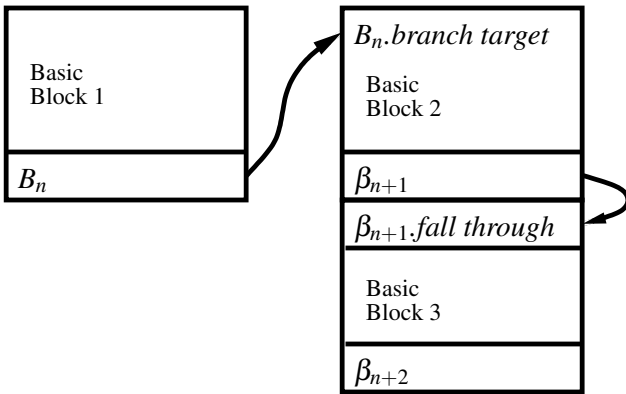 Basic
Block 1
Bₙ
Bₙ.branch target
Basic
Block 2
βₙ₊₁
βₙ₊₁.fall through
Basic
Block 3
βₙ₊₂